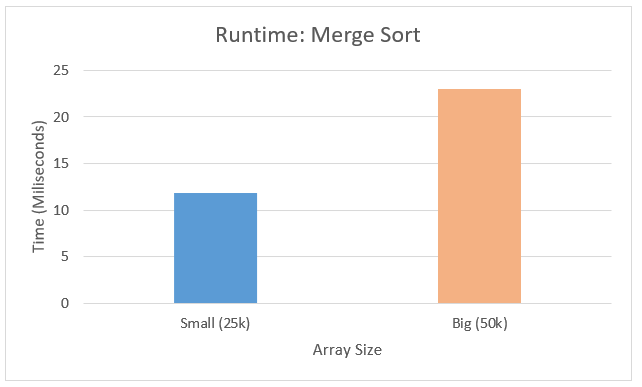 Runtime: Merge Sort
25
20
15
10
5
0
Time (Miliseconds)
Small (25k)
Big (50k)
Array Size